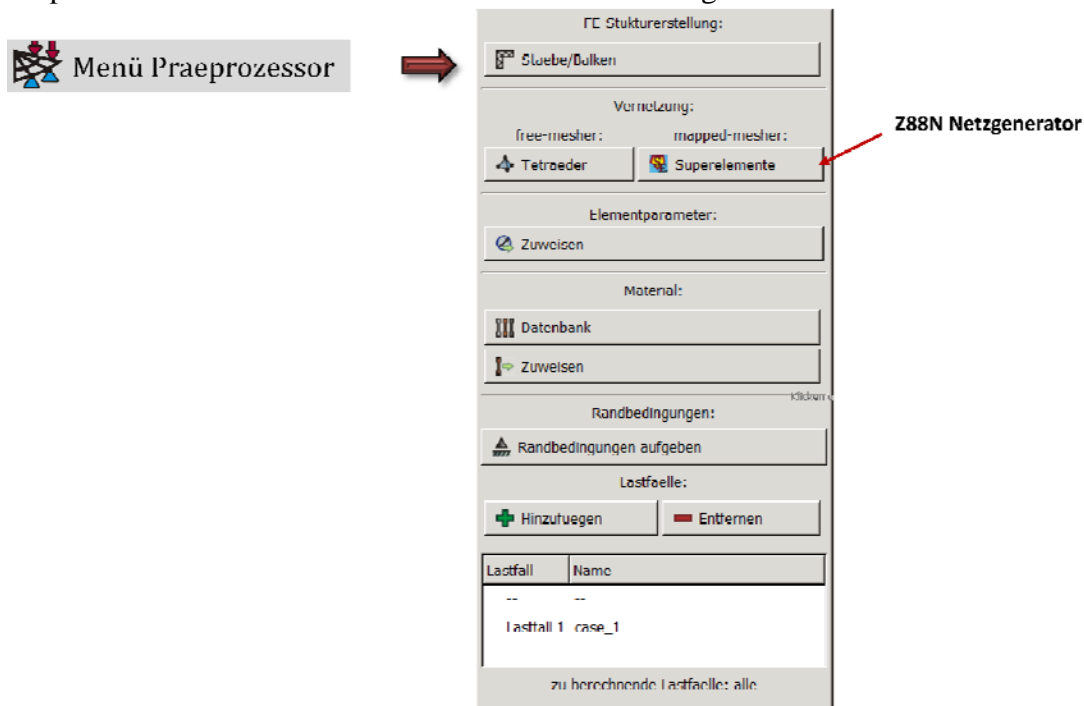 Menü Praeprozessor
FE Stukturerstellung:
Staebe/Balken
Vernetzung:
free-mesher: mapped-mesher:
Tetraeder Superelemente
Z88N Netzgenerator
Elementparameter:
Zuweisen
Material:
Datenbank
Zuweisen
Klicken
Randbedingungen:
Randbedingungen aufgeben
Lastfaelle:
Hinzufuegen Entfernen
Lastfall Name
-- --
Lastfall 1 case_1
zu berechnende Lastfaelle: alle